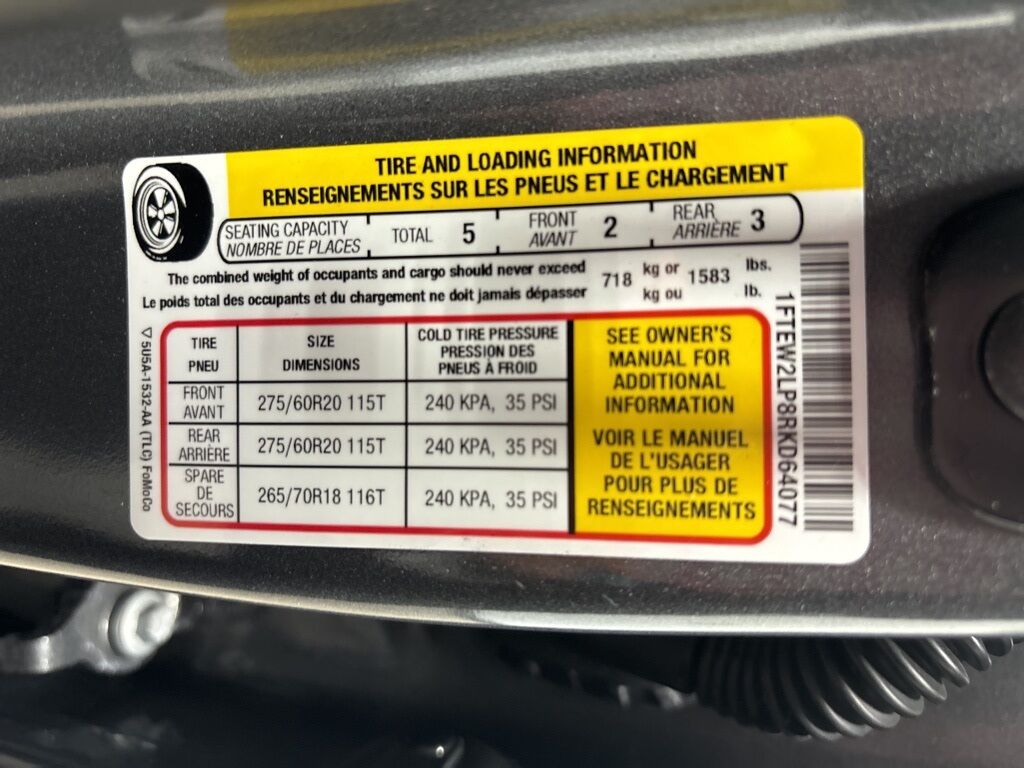 TIRE AND LOADING INFORMATION
RENSEIGNEMENTS SUR LES PNEUS ET LE CHARGEMENT
SEATING CAPACITY
NOMBRE DE PLACES
TOTAL 5
FRONT
AVANT
2
REAR
ARRIÈRE
3
The combined weight of occupants and cargo should never exceed
Le poids total des occupants et du chargement ne doit jamais dépasser
718
kg or
kg ou
1583
lbs.
lb.
TIRE
PNEU
SIZE
DIMENSIONS
COLD TIRE PRESSURE
PRESSION DES
PNEUS À FROID
FRONT
AVANT
275/60R20 115T
240 KPA, 35 PSI
REAR
ARRIÈRE
275/60R20 115T
240 KPA, 35 PSI
SPARE
DE
SECOURS
265/70R18 116T
240 KPA, 35 PSI
SEE OWNER'S
MANUAL FOR
ADDITIONAL
INFORMATION
VOIR LE MANUEL
DE L'USAGER
POUR PLUS DE
RENSEIGNEMENTS
5U5A-1532-AA (TLC) FoMoCo
1FTEW2LP8RKD64077